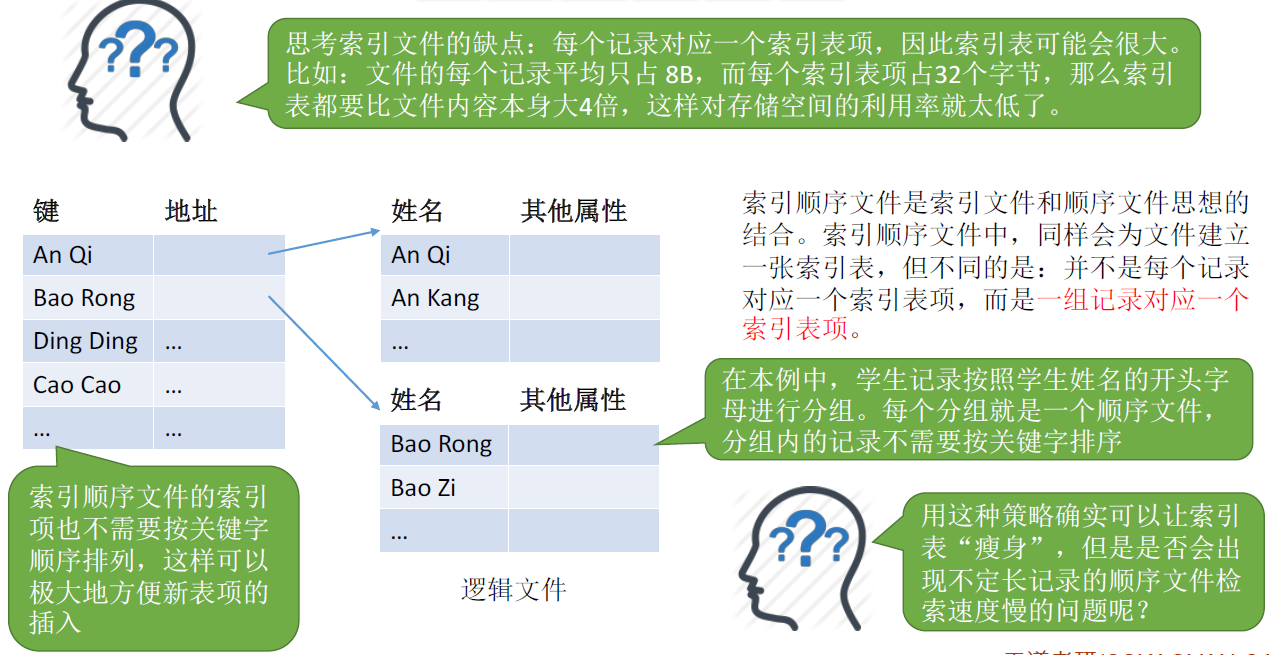 思考索引文件的缺点：每个记录对应一个索引表项，因此索引表可能会很大。
比如：文件的每个记录平均只占 8B，而每个索引表项占32个字节，那么索引
表都要比文件内容本身大4倍，这样对存储空间的利用率就太低了。
???
键 地址
An Qi
Bao Rong
Ding Ding …
Cao Cao …
… …
姓名 其他属性
An Qi
An Kang
…
姓名 其他属性
Bao Rong
Bao Zi
…
逻辑文件
索引顺序文件是索引文件和顺序文件思想的
结合。索引顺序文件中，同样会为文件建立
一张索引表，但不同的是：并不是每个记录
对应一个索引表项，而是一组记录对应一个
索引表项。
在本例中，学生记录按照学生姓名的开头字
母进行分组。每个分组就是一个顺序文件，
分组内的记录不需要按关键字排序
索引顺序文件的索引
项也不需要按关键字
顺序排列，这样可以
极大地方便新表项的
插入
???
用这种策略确实可以让索引
表“瘦身”，但是是否会出
现不定长记录的顺序文件检
索速度慢的问题呢？